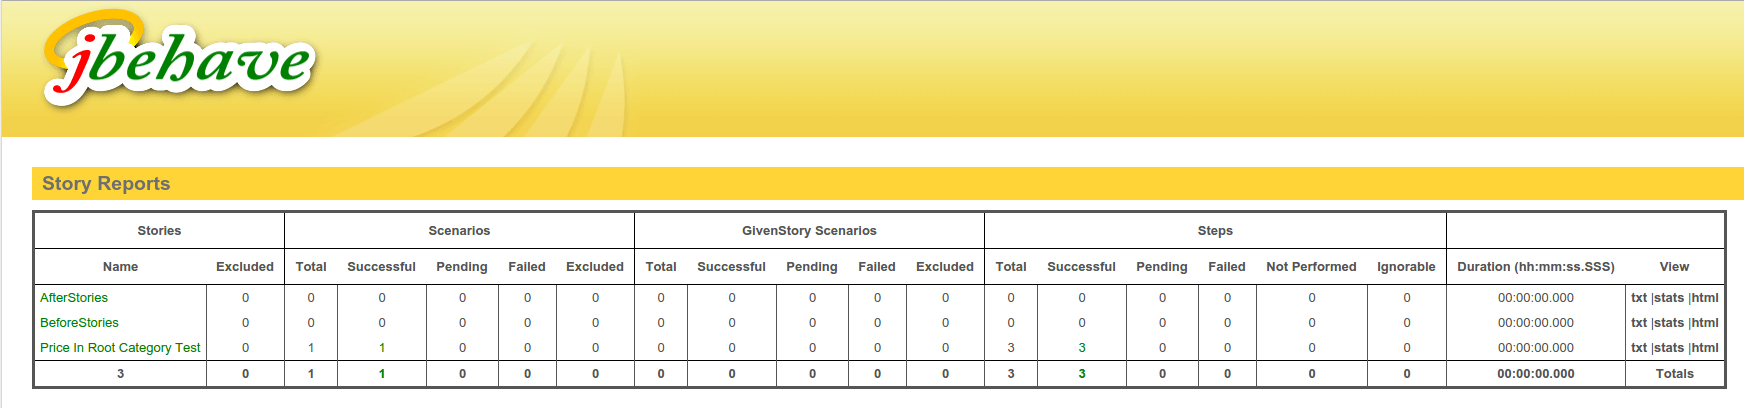 jbehave
Story Reports
Stories Scenarios GivenStory Scenarios Steps
Name Excluded Total Successful Pending Failed Excluded Total Successful Pending Failed Excluded Total Successful Pending Failed Not Performed Ignorable Duration (hh:mm:ss.SSS) View
AfterStories 0 0 0 0 0 0 0 0 0 0 0 0 0 0 0 0 0 00:00:00.000 txt |stats |html
BeforeStories 0 0 0 0 0 0 0 0 0 0 0 0 0 0 0 0 0 00:00:00.000 txt |stats |html
Price In Root Category Test 0 1 1 0 0 0 0 0 0 0 0 3 3 0 0 0 0 00:00:00.000 txt |stats |html
3 0 1 1 0 0 0 0 0 0 0 0 3 3 0 0 0 0 00:00:00.000 Totals